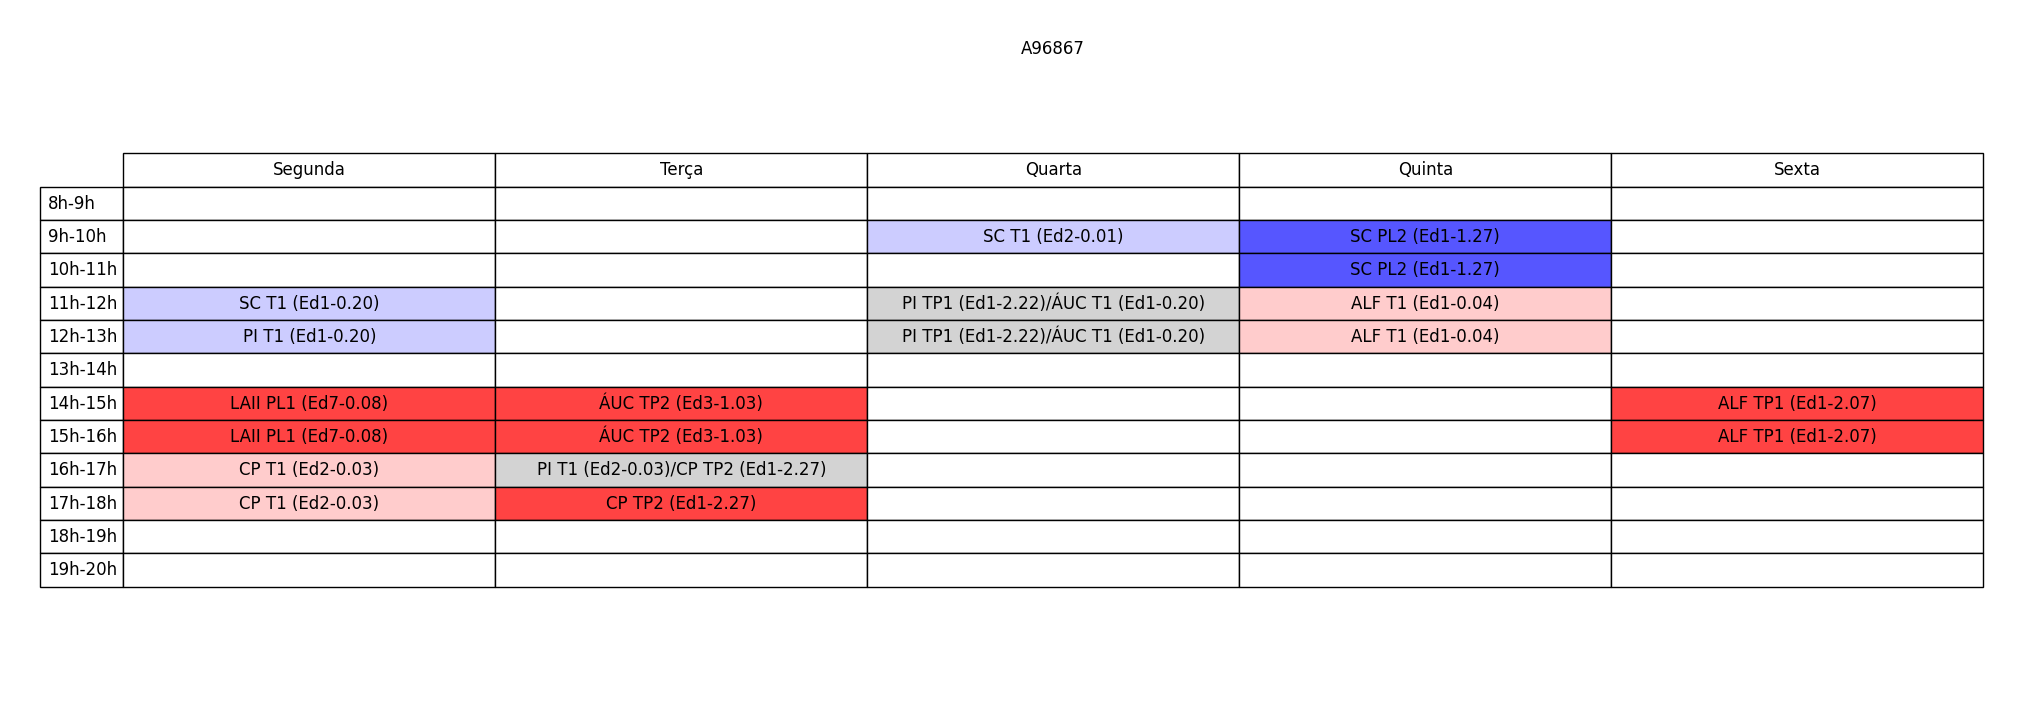 A96867
Segunda Terça Quarta Quinta Sexta
8h-9h
9h-10h SC T1 (Ed2-0.01) SC PL2 (Ed1-1.27)
10h-11h SC PL2 (Ed1-1.27)
11h-12h SC T1 (Ed1-0.20) PI TP1 (Ed1-2.22)/ÁUC T1 (Ed1-0.20) ALF T1 (Ed1-0.04)
12h-13h PI T1 (Ed1-0.20) PI TP1 (Ed1-2.22)/ÁUC T1 (Ed1-0.20) ALF T1 (Ed1-0.04)
13h-14h
14h-15h LAII PL1 (Ed7-0.08) ÁUC TP2 (Ed3-1.03) ALF TP1 (Ed1-2.07)
15h-16h LAII PL1 (Ed7-0.08) ÁUC TP2 (Ed3-1.03) ALF TP1 (Ed1-2.07)
16h-17h CP T1 (Ed2-0.03) PI T1 (Ed2-0.03)/CP TP2 (Ed1-2.27)
17h-18h CP T1 (Ed2-0.03) CP TP2 (Ed1-2.27)
18h-19h
19h-20h